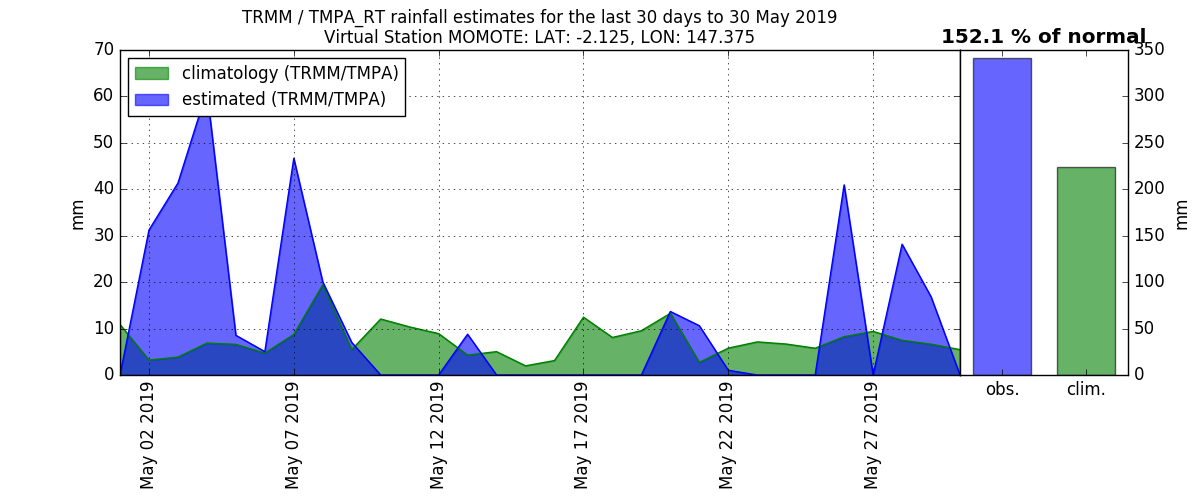 TRMM / TMPA_RT rainfall estimates for the last 30 days to 30 May 2019
Virtual Station MOMOTE: LAT: -2.125, LON: 147.375
152.1 % of normal
climatology (TRMM/TMPA)
estimated (TRMM/TMPA)
70
60
50
40
30
20
10
0
mm
May 02 2019
May 07 2019
May 12 2019
May 17 2019
May 22 2019
May 27 2019
350
300
250
200
150
100
50
0
mm
obs.
clim.